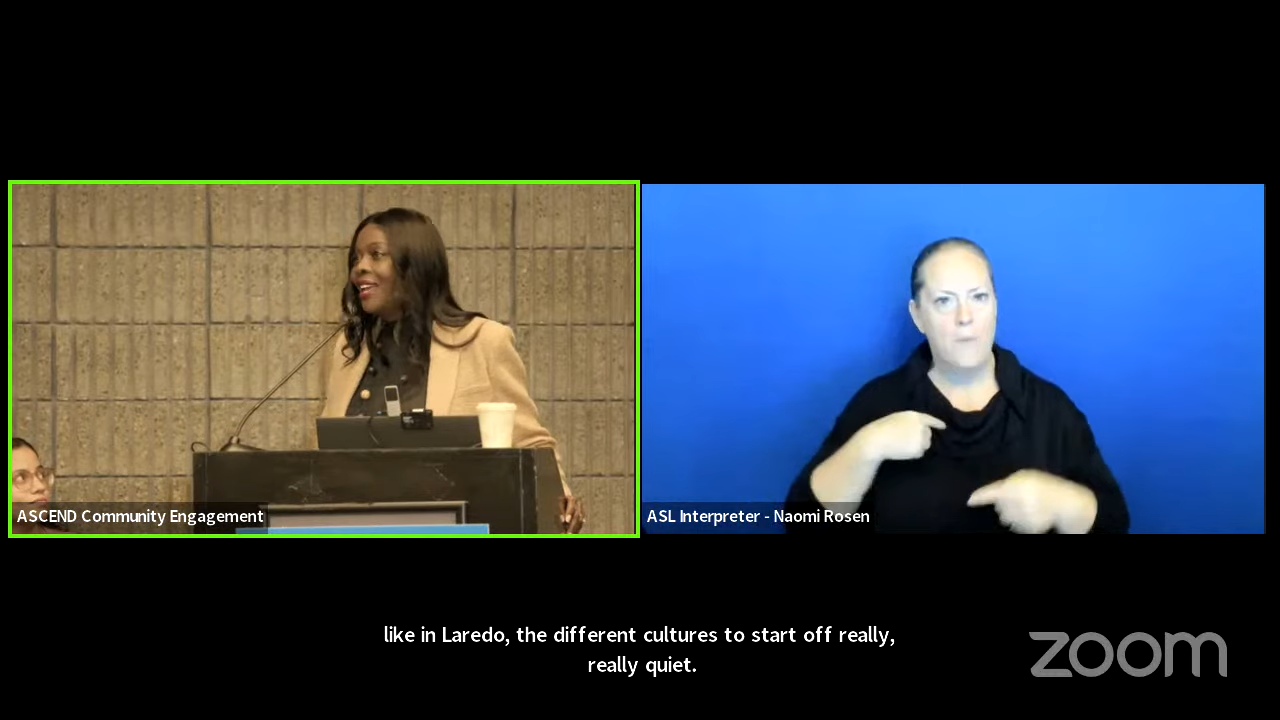 ASCEND Community Engagement
ASL Interpreter - Naomi Rosen
like in Laredo, the different cultures to start off really,
really quiet.
zoom